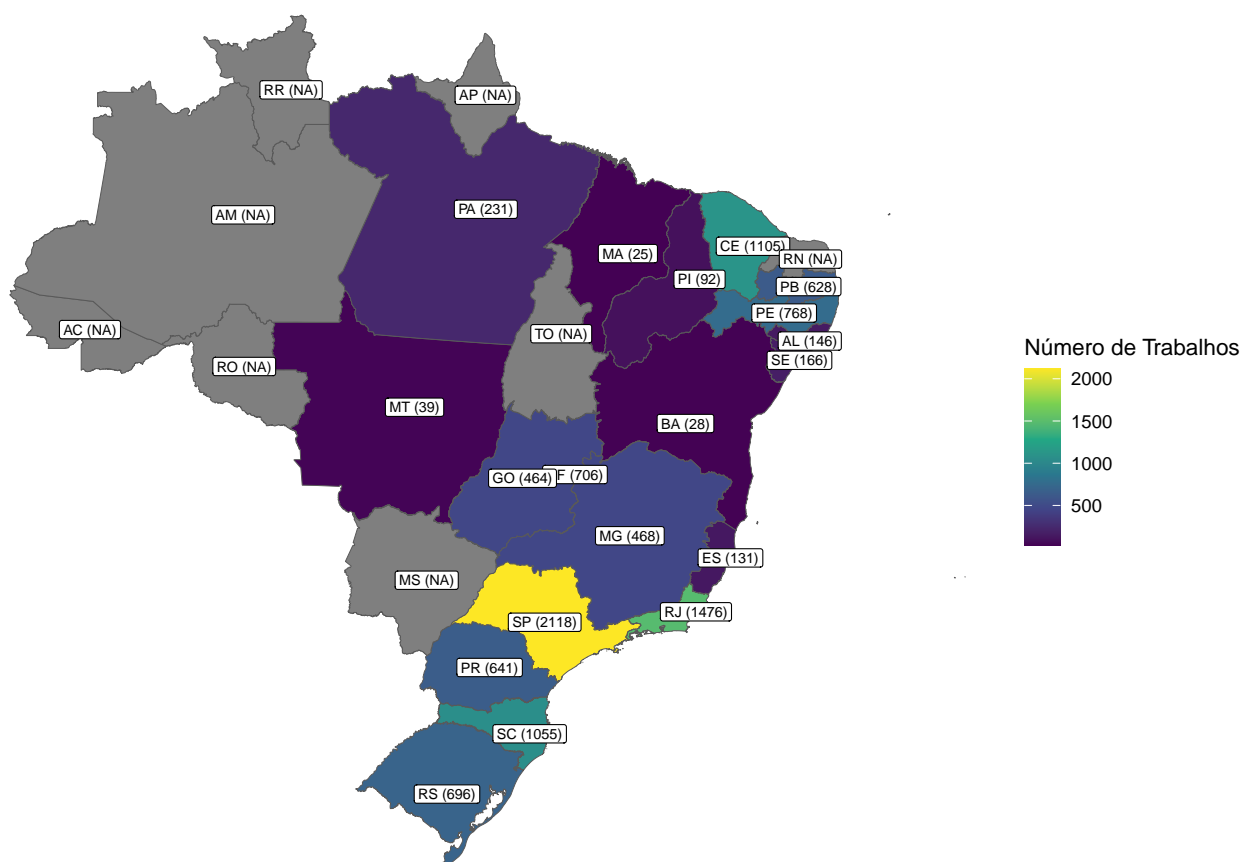 RR (NA)
AP (NA)
AM (NA)
PA (231)
MA (25)
CE (1105)
RN (NA)
PI (92)
PB (628)
PE (768)
AC (NA)
TO (NA)
AL (146)
SE (166)
RO (NA)
MT (39)
BA (28)
GO (464)
F (706)
MG (468)
ES (131)
MS (NA)
RJ (1476)
SP (2118)
PR (641)
SC (1055)
RS (696)
Número de Trabalhos
2000
1500
1000
500